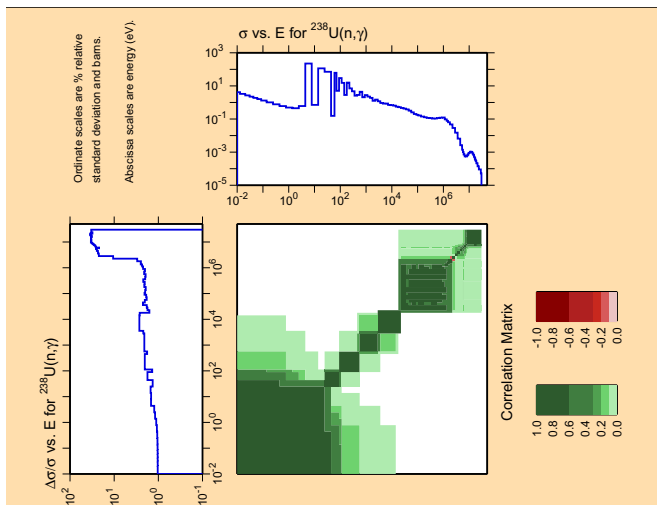 Ordinate scales are % relative
standard deviation and barns.
Abscissa scales are energy (eV).
σ vs. E for ²³⁸U(n,γ)
10³
10¹
10⁻¹
10⁻³
10⁻⁵
10⁻² 10⁰ 10² 10⁴ 10⁶
Δσ/σ vs. E for ²³⁸U(n,γ)
10⁶
10⁴
10²
10⁰
10⁻²
10² 10¹ 10⁰ 10⁻¹
Correlation Matrix
-1.0 -0.8 -0.6 -0.4 -0.2 0.0
1.0 0.8 0.6 0.4 0.2 0.0